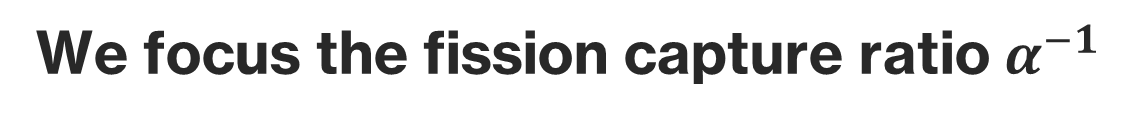 We focus the fission capture ratio α⁻¹